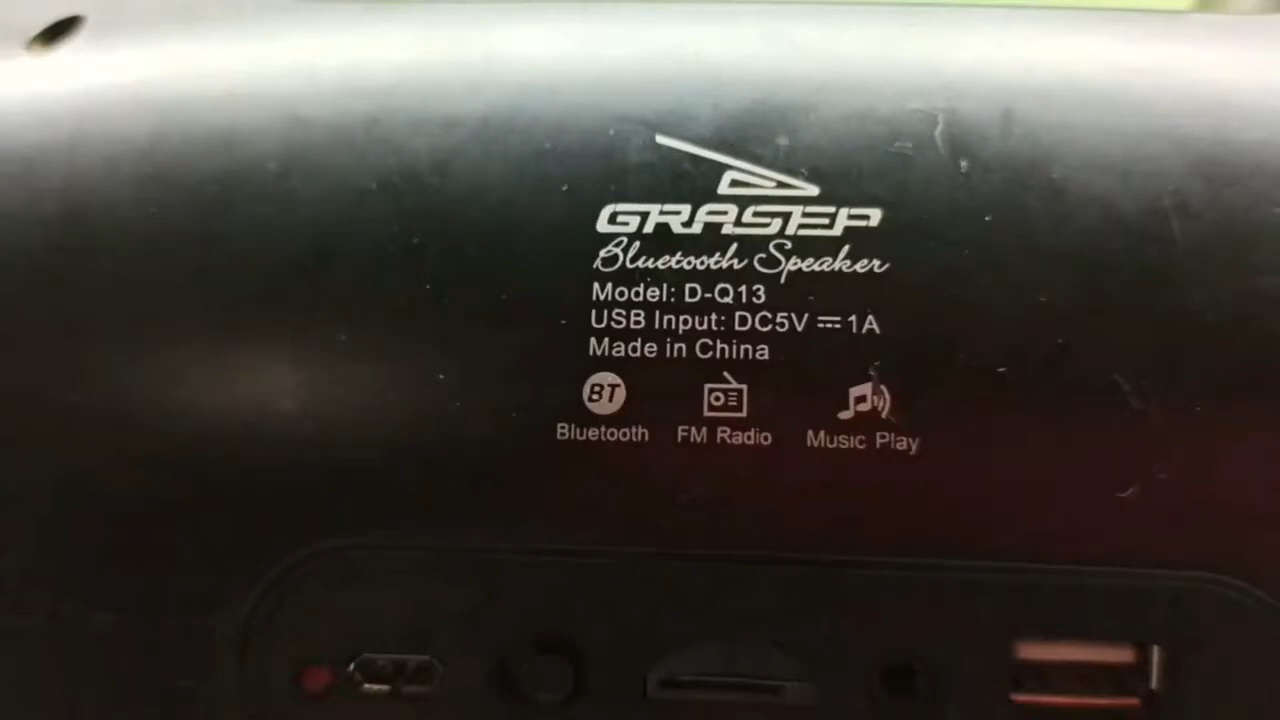 GRASEP
Bluetooth Speaker
Model: D-Q13
USB Input: DC5V ⎓ 1A
Made in China
BT
Bluetooth FM Radio Music Play